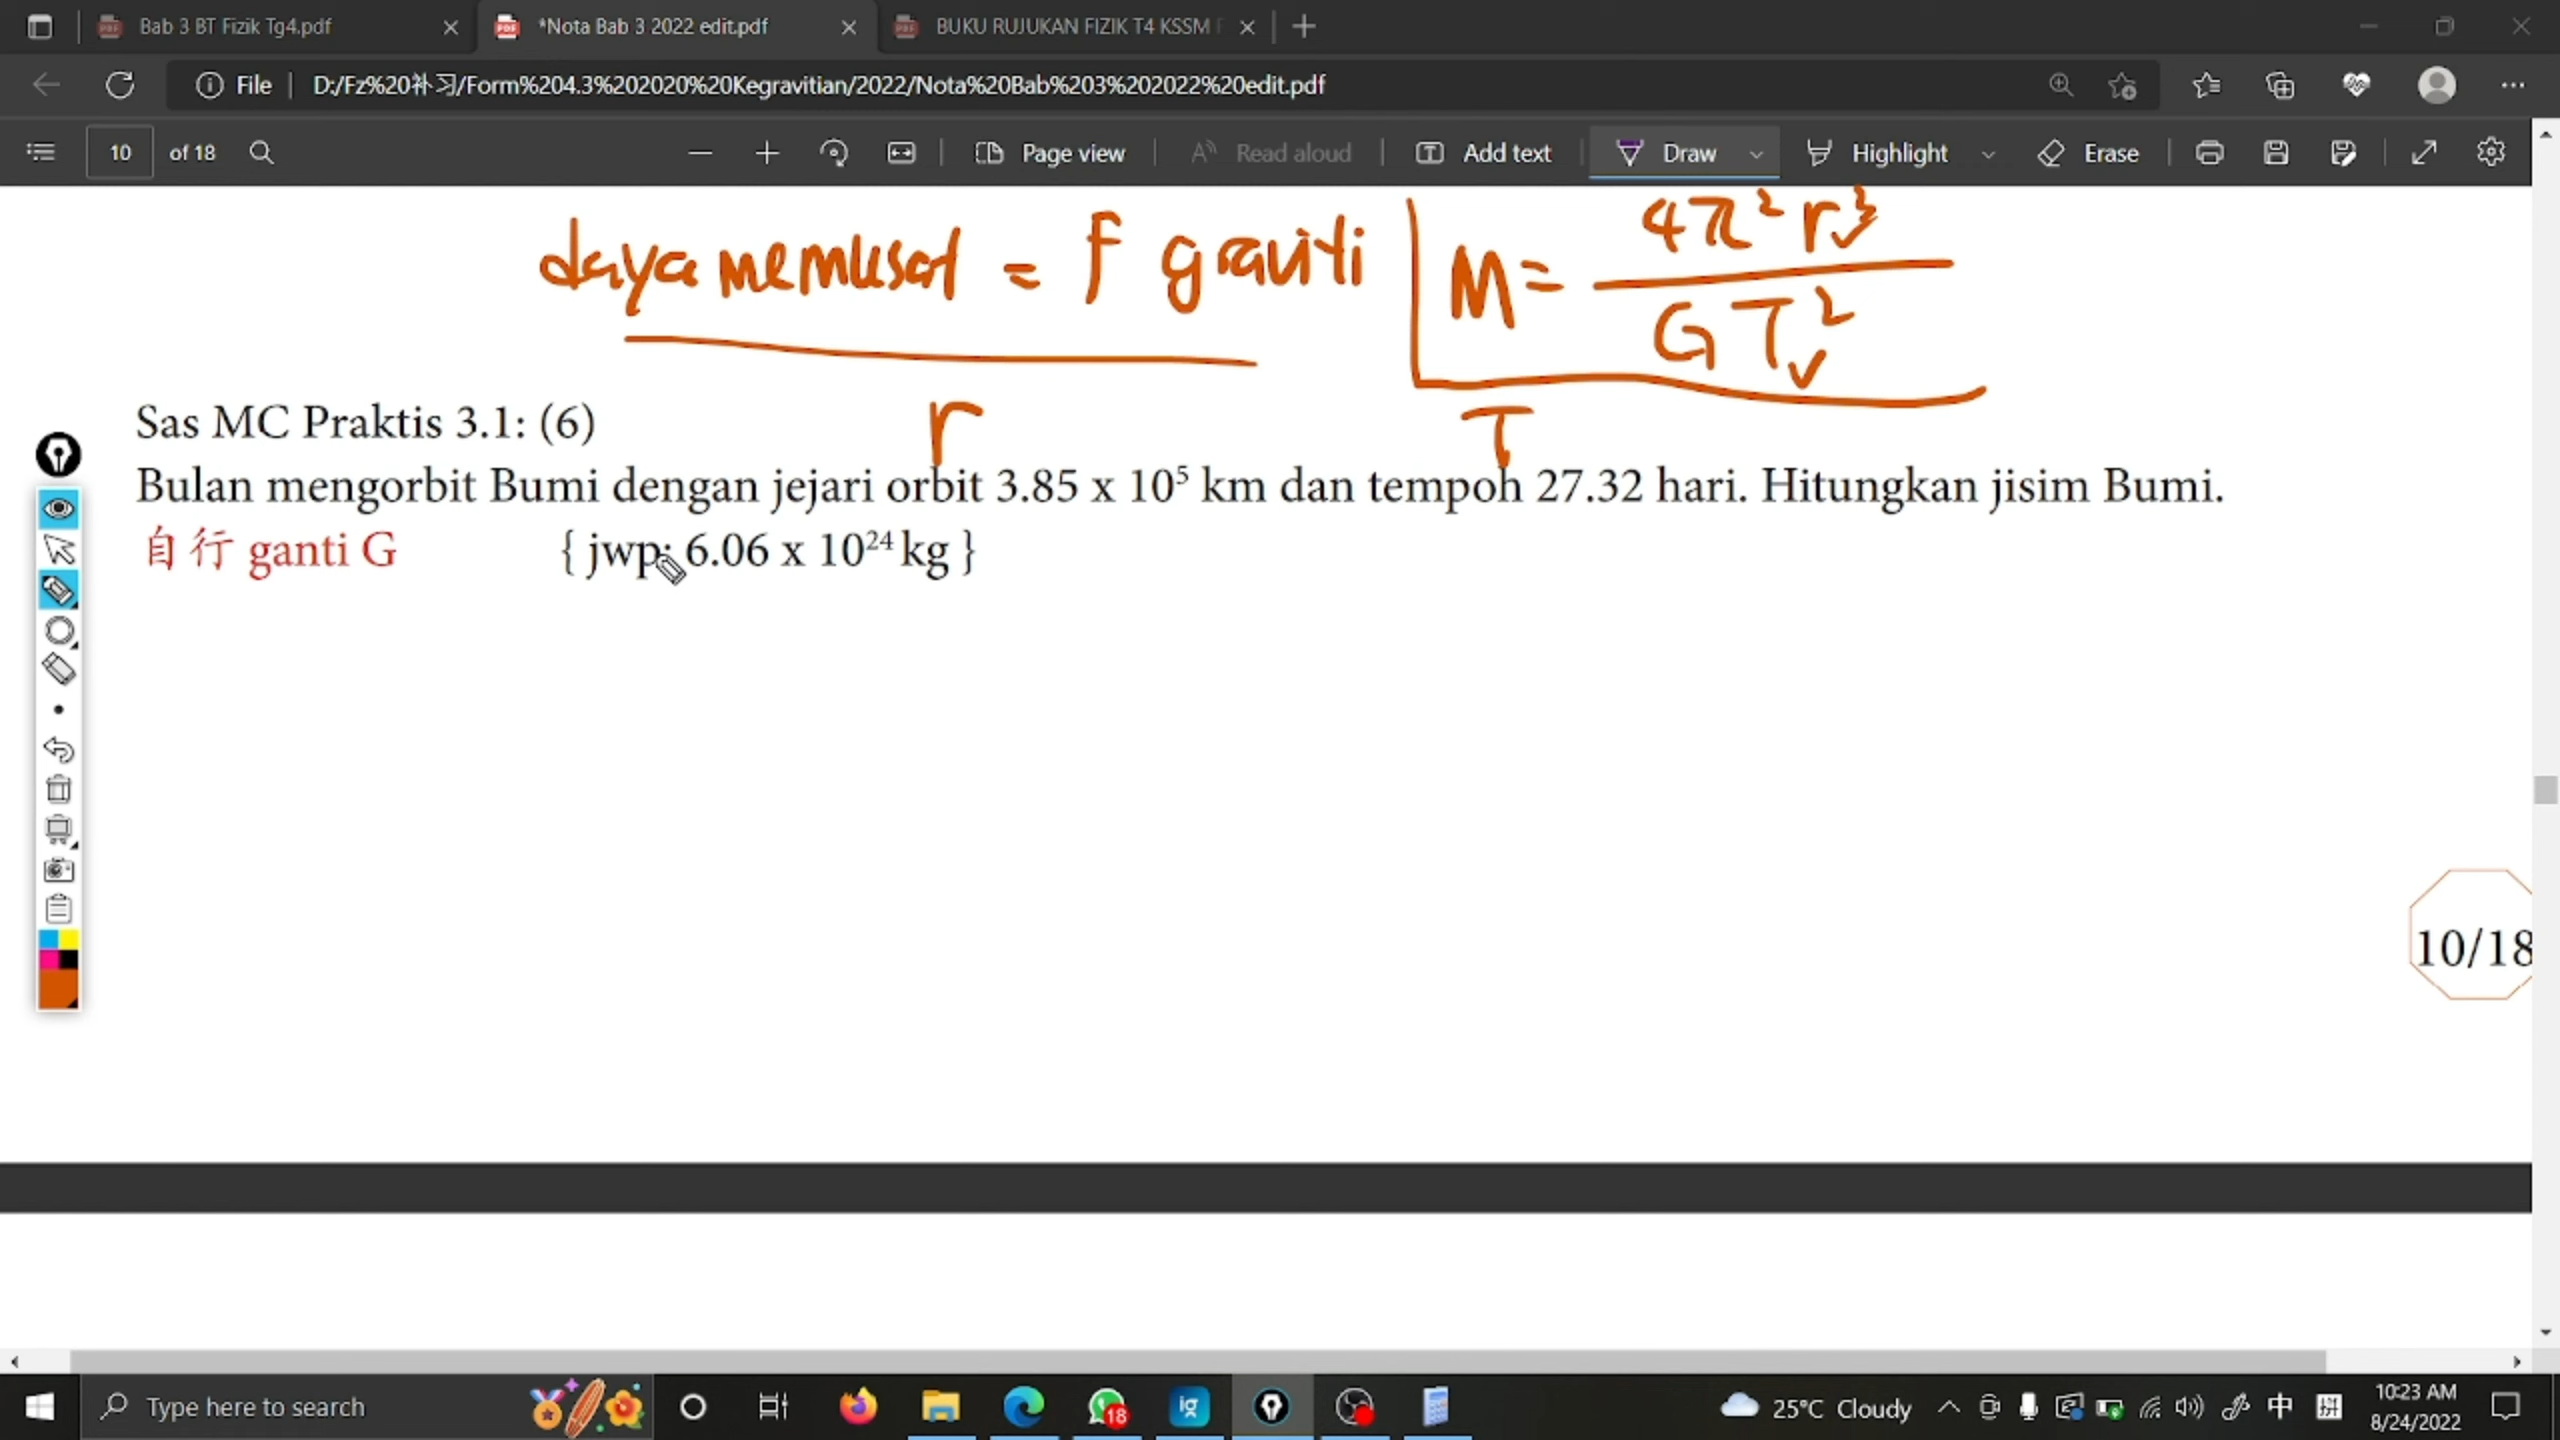 Bab 3 BT Fizik Tg4.pdf
*Nota Bab 3 2022 edit.pdf
BUKU RUJUKAN FIZIK T4 KSSM
File
D:/Fz%20补习/Form%204.3%202020%20Kegravitian/2022/Nota%20Bab%203%202022%20edit.pdf
10 of 18
Page view
Read aloud
Add text
Draw
Highlight
Erase
daya memusat = F graviti
M = 4π²r³ / GT²
r
T
Sas MC Praktis 3.1: (6)
Bulan mengorbit Bumi dengan jejari orbit 3.85 x 10⁵ km dan tempoh 27.32 hari. Hitungkan jisim Bumi.
自行 ganti G { jwp: 6.06 x 10²⁴ kg }
10/18
Type here to search
18
ig
25°C Cloudy
中
拼
10:23 AM
8/24/2022